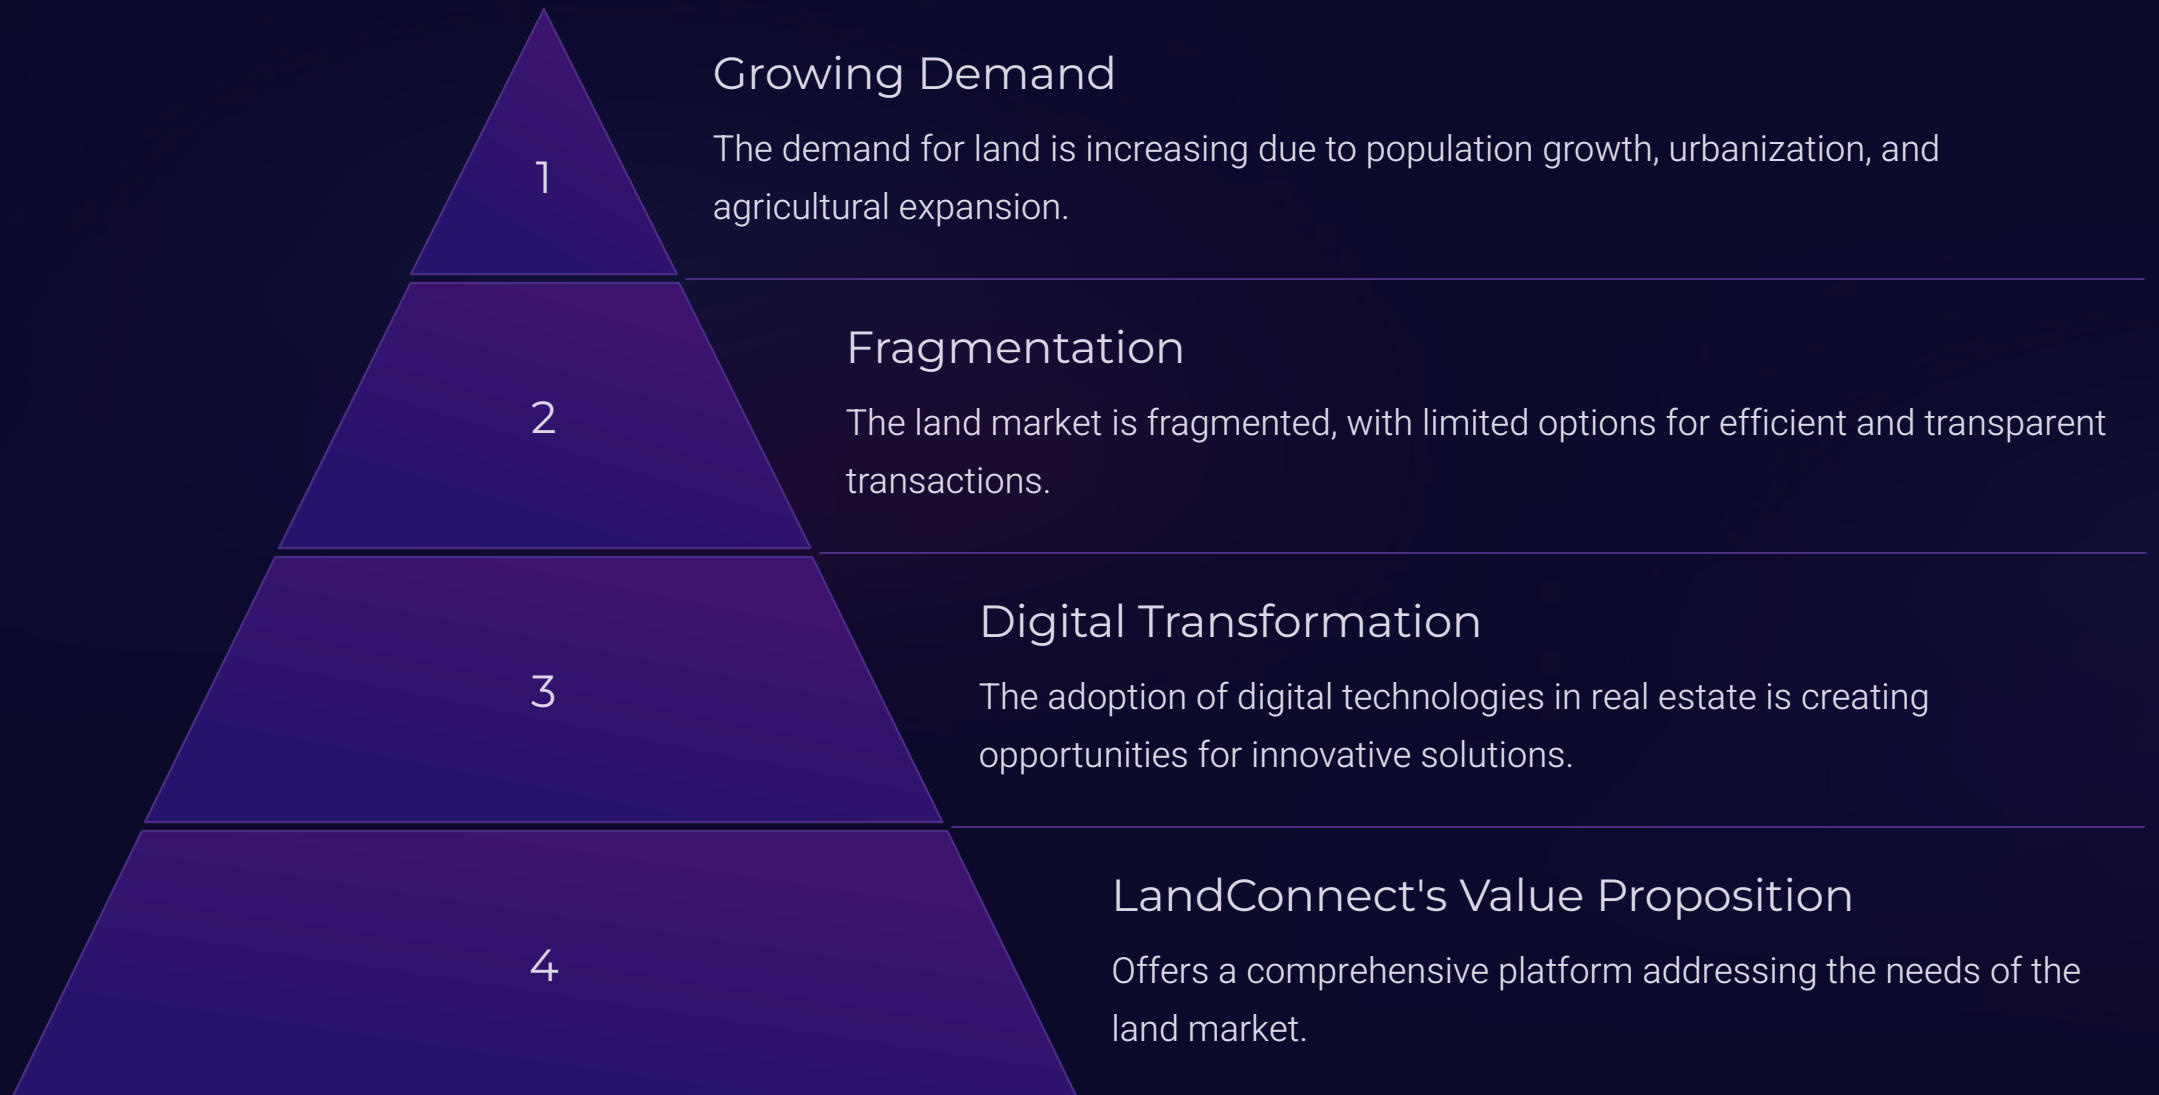 1
Growing Demand
The demand for land is increasing due to population growth, urbanization, and
agricultural expansion.
2
Fragmentation
The land market is fragmented, with limited options for efficient and transparent
transactions.
3
Digital Transformation
The adoption of digital technologies in real estate is creating
opportunities for innovative solutions.
4
LandConnect's Value Proposition
Offers a comprehensive platform addressing the needs of the
land market.